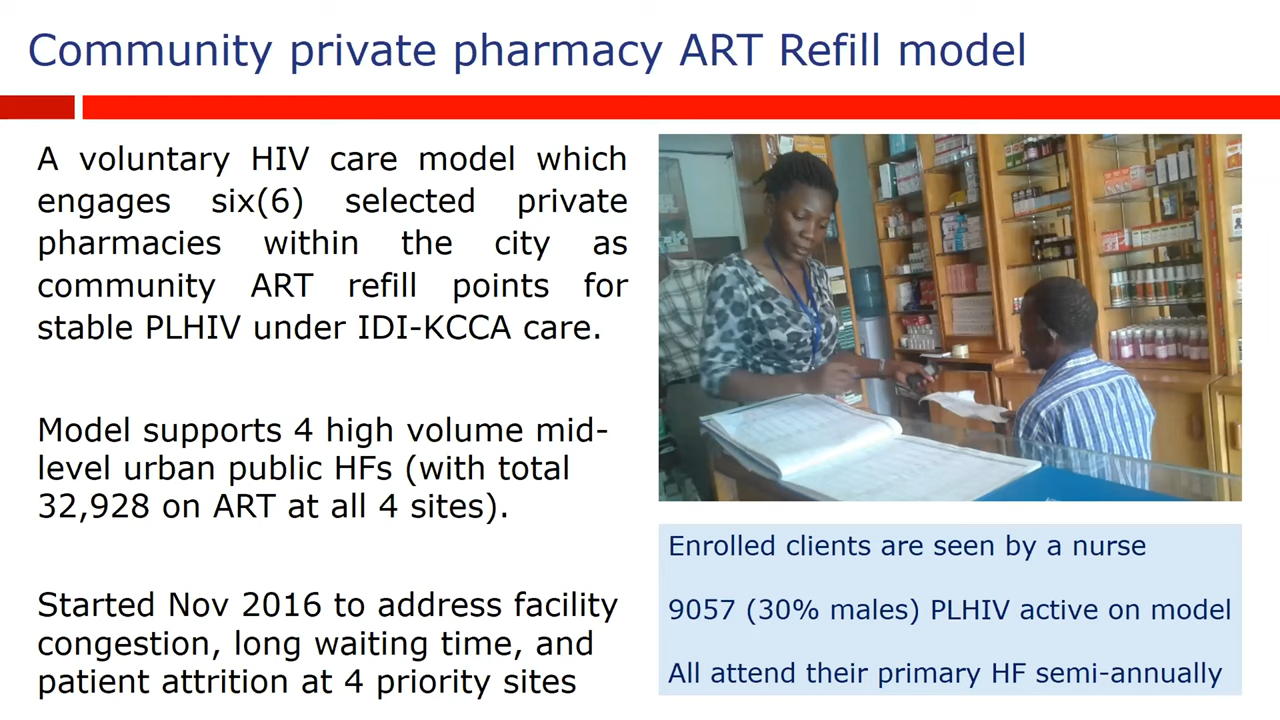 Community private pharmacy ART Refill model
A voluntary HIV care model which
engages six(6) selected private
pharmacies within the city as
community ART refill points for
stable PLHIV under IDI-KCCA care.
Model supports 4 high volume mid-
level urban public HFs (with total
32,928 on ART at all 4 sites).
Started Nov 2016 to address facility
congestion, long waiting time, and
patient attrition at 4 priority sites
Enrolled clients are seen by a nurse
9057 (30% males) PLHIV active on model
All attend their primary HF semi-annually